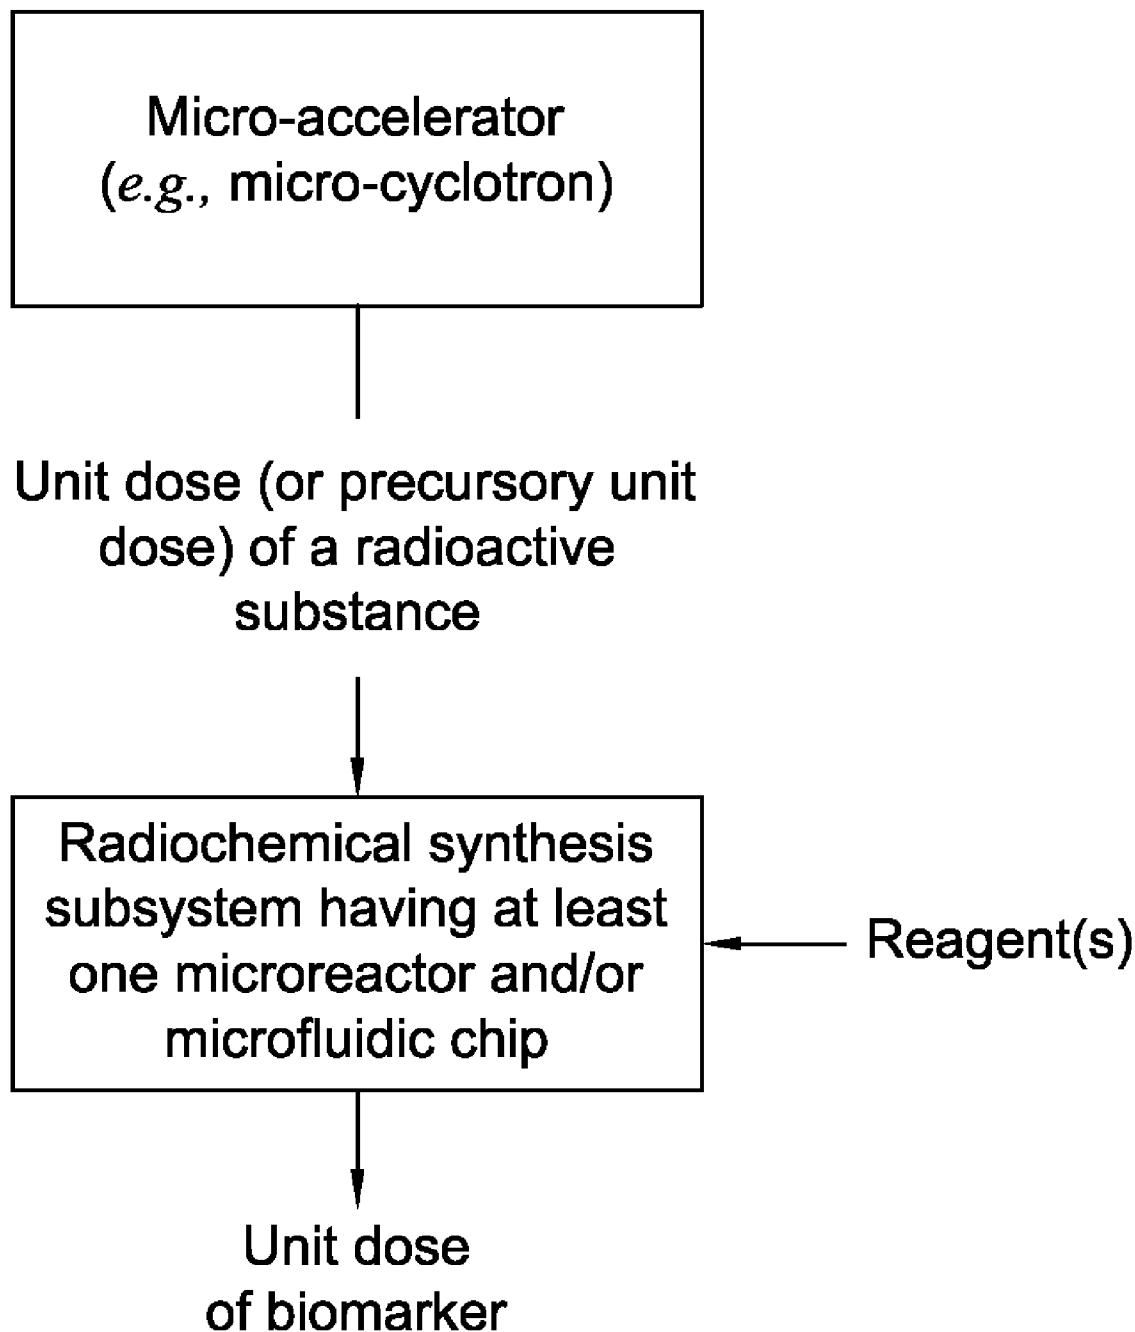 Micro-accelerator
(e.g., micro-cyclotron)
Unit dose (or precursory unit
dose) of a radioactive
substance
Radiochemical synthesis
subsystem having at least
one microreactor and/or
microfluidic chip
Reagent(s)
Unit dose
of biomarker